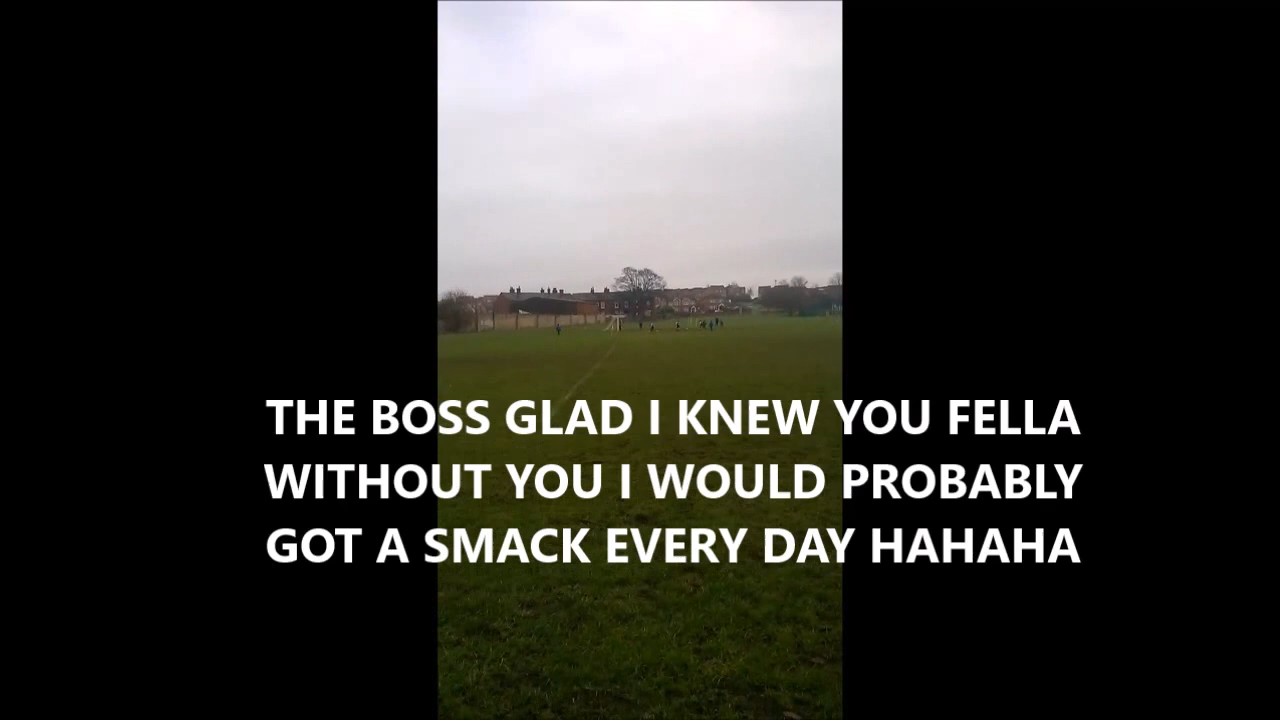 THE BOSS GLAD I KNEW YOU FELLA
WITHOUT YOU I WOULD PROBABLY
GOT A SMACK EVERY DAY HAHAHA